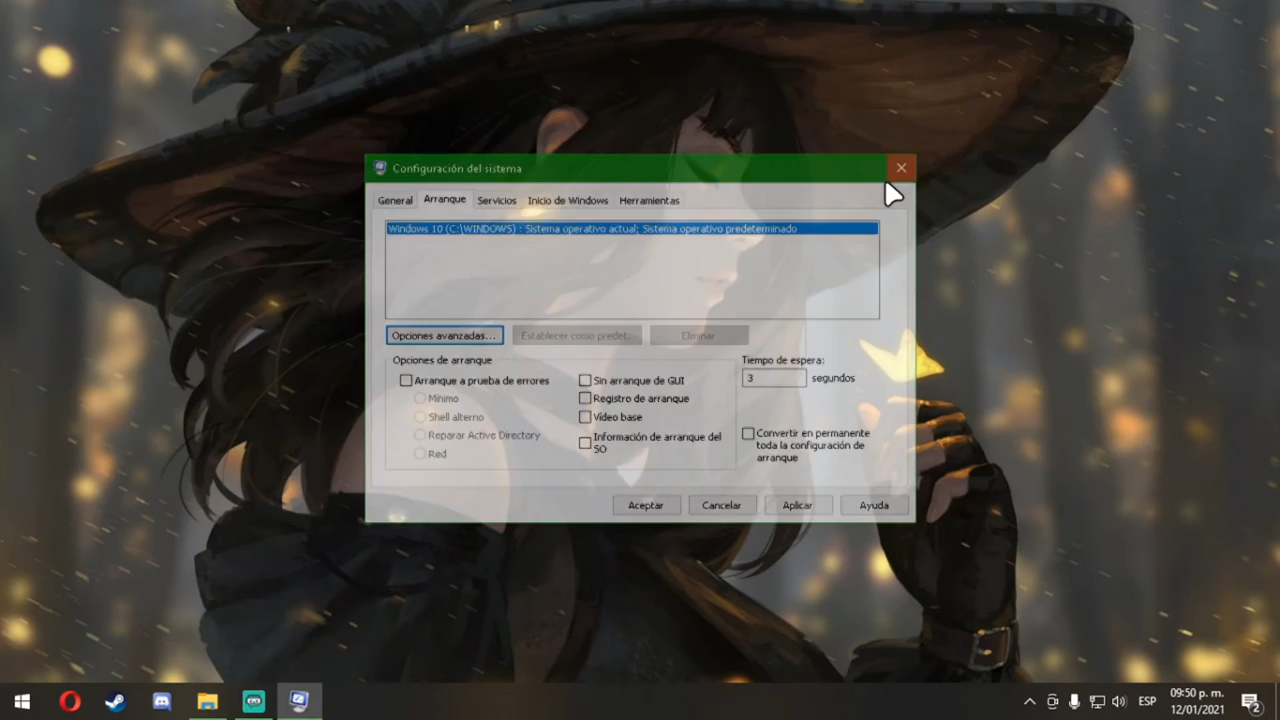 Configuración del sistema
General Arranque Servicios Inicio de Windows Herramientas
Windows 10 (C:\WINDOWS) : Sistema operativo actual; Sistema operativo predeterminado
Opciones avanzadas... Establecer como predet... Eliminar
Opciones de arranque
Arranque a prueba de errores
Mínimo
Shell alterno
Reparar Active Directory
Red
Sin arranque de GUI
Registro de arranque
Vídeo base
Información de arranque del
SO
Tiempo de espera:
3 segundos
Convertir en permanente
toda la configuración de
arranque
Aceptar Cancelar Aplicar Ayuda
ESP
09:50 p. m.
12/01/2021
2